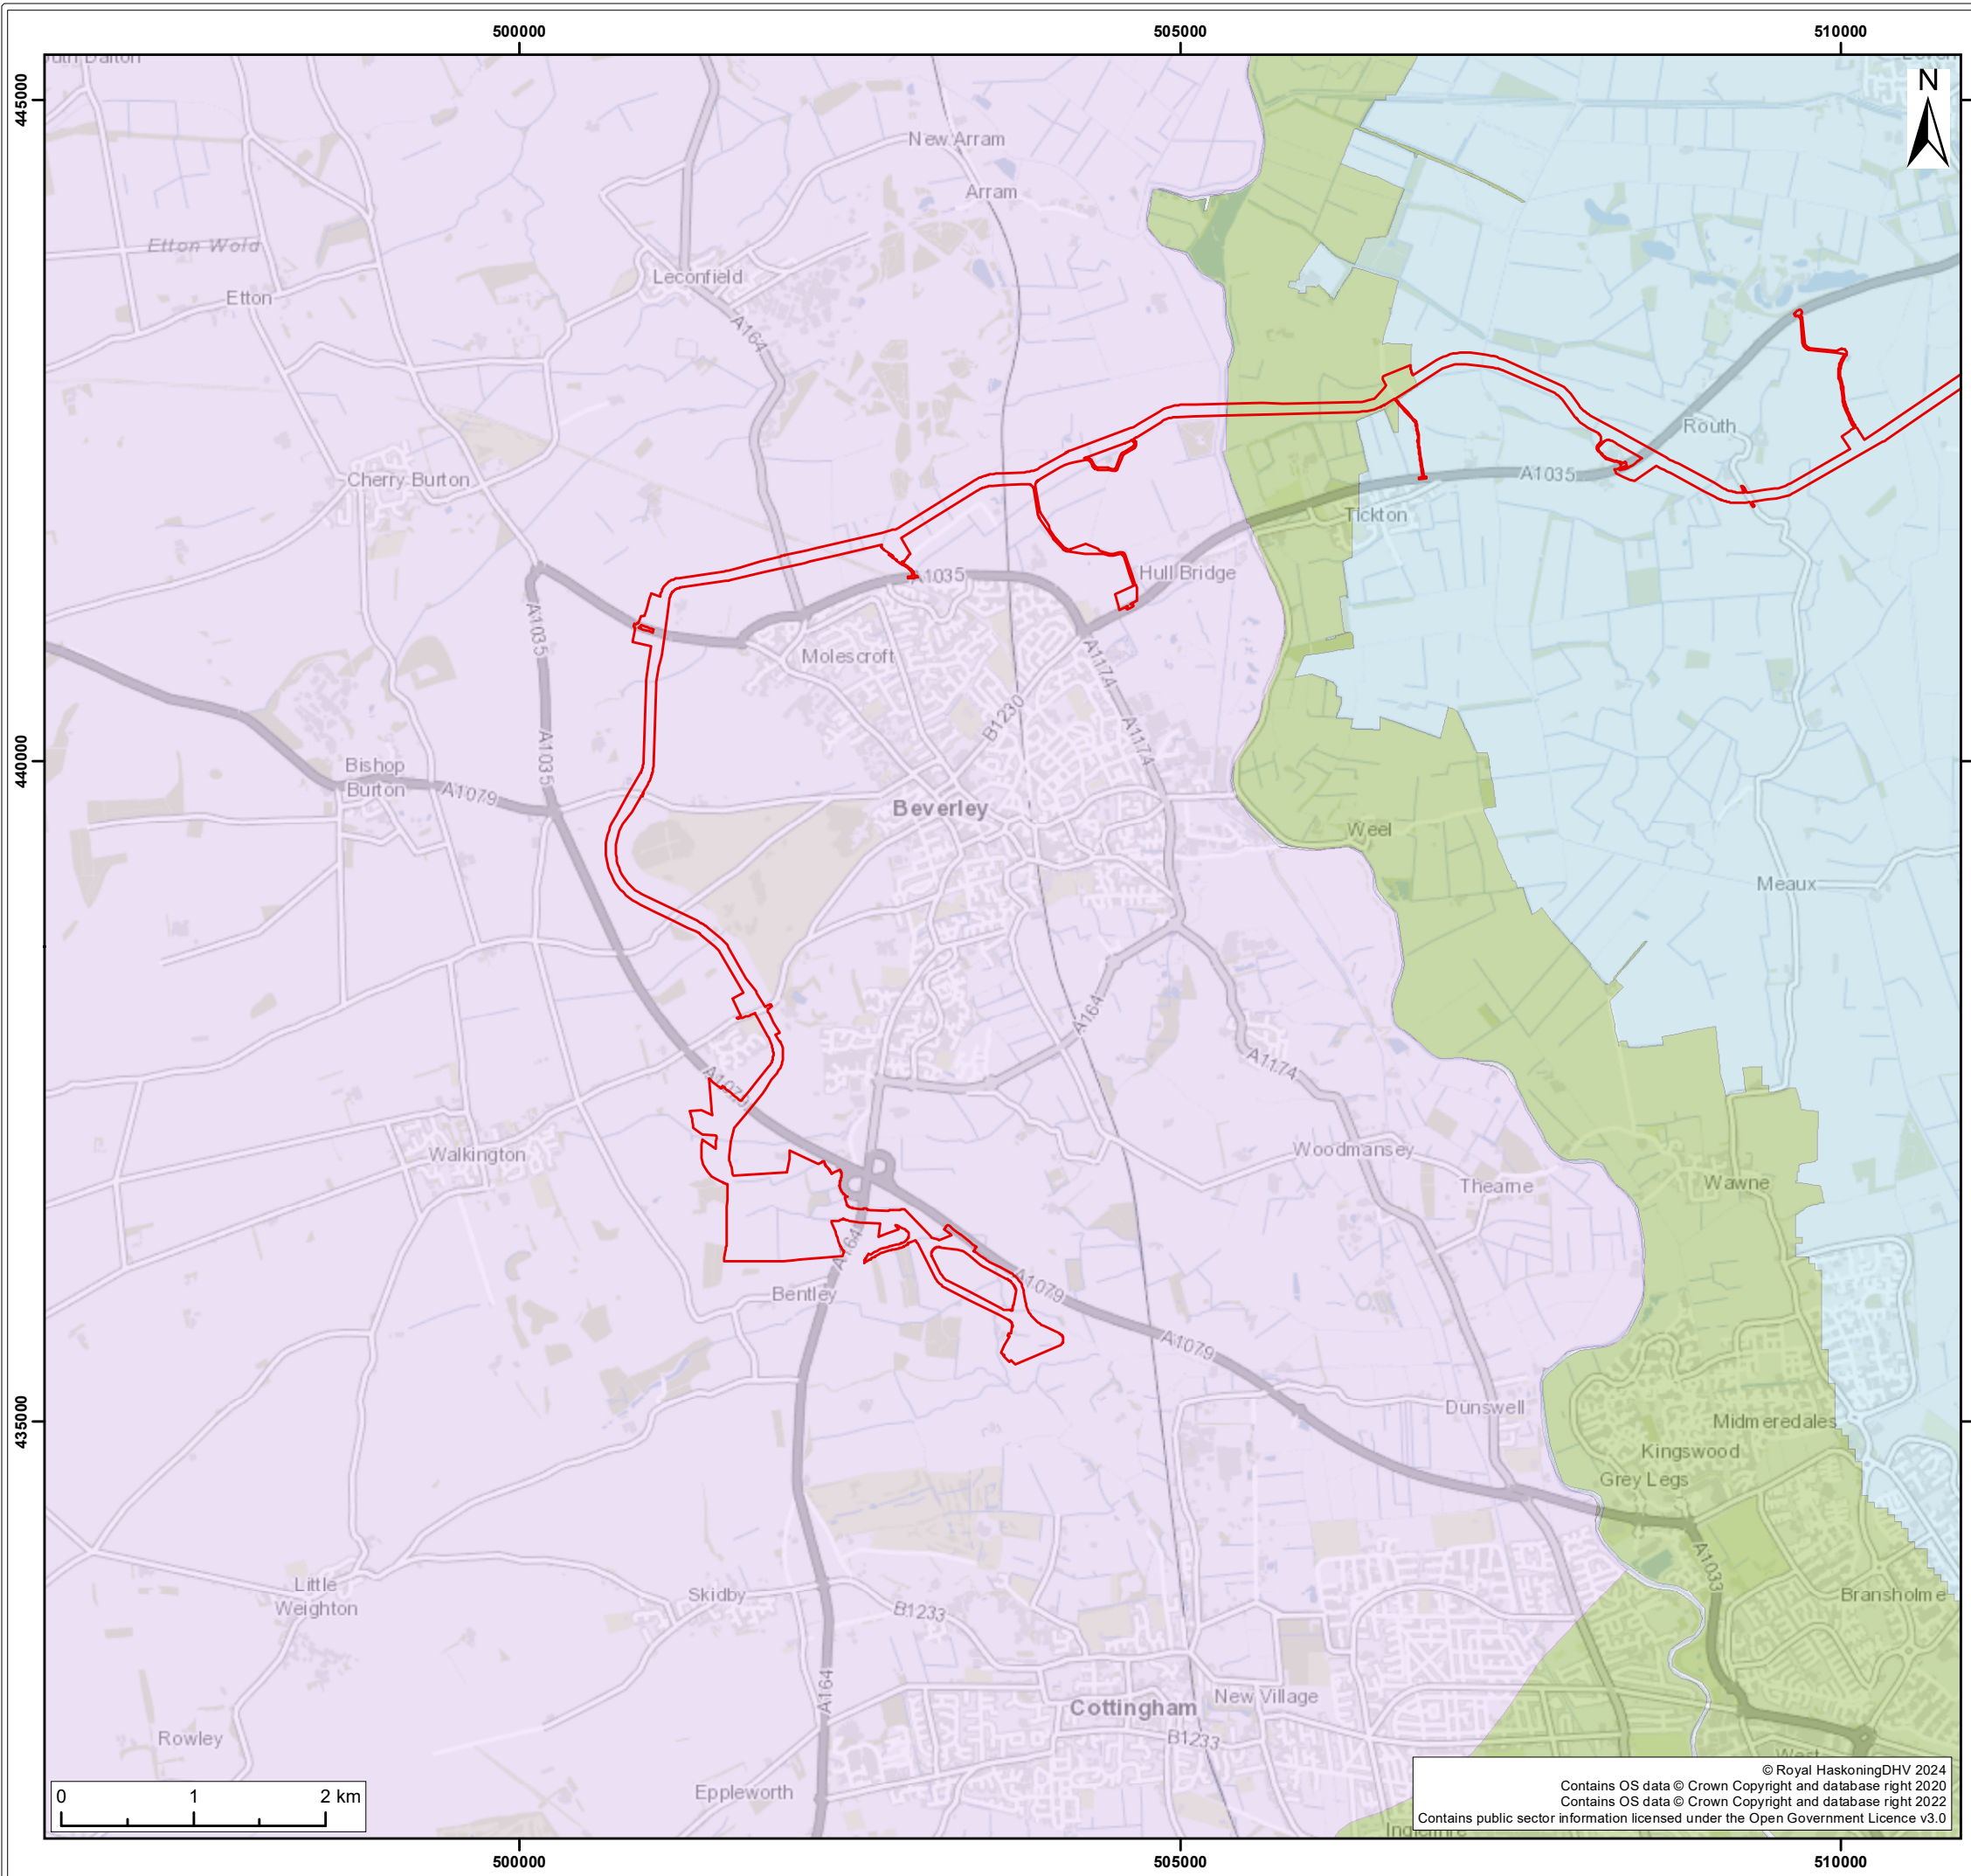 500000
505000
510000
445000
N
New Arram
Arram
Etton Wold
Leconfield
Etton
A164
Routh
Cherry Burton
A1035
Tickton
A1035
Hull Bridge
A1035
Molescroft
A1174
B1230
A1174
440000
A1035
Bishop
Burton
A1079
Beverley
Weel
Meaux
A164
A1174
A1079
Walkington
Woodmansey
Thearne
Wawne
A164
A1079
Bentley
A1079
435000
Dunswell
Midmeredales
Kingswood
Grey Legs
A1033
Little
Weighton
Skidby
B1233
Bransholme
A164
Cottingham
New Village
Rowley
B1233
Eppleworth
0 1 2 km
© Royal HaskoningDHV 2024
Contains OS data © Crown Copyright and database right 2020
Contains OS data © Crown Copyright and database right 2022
Contains public sector information licensed under the Open Government Licence v3.0
500000
505000
510000